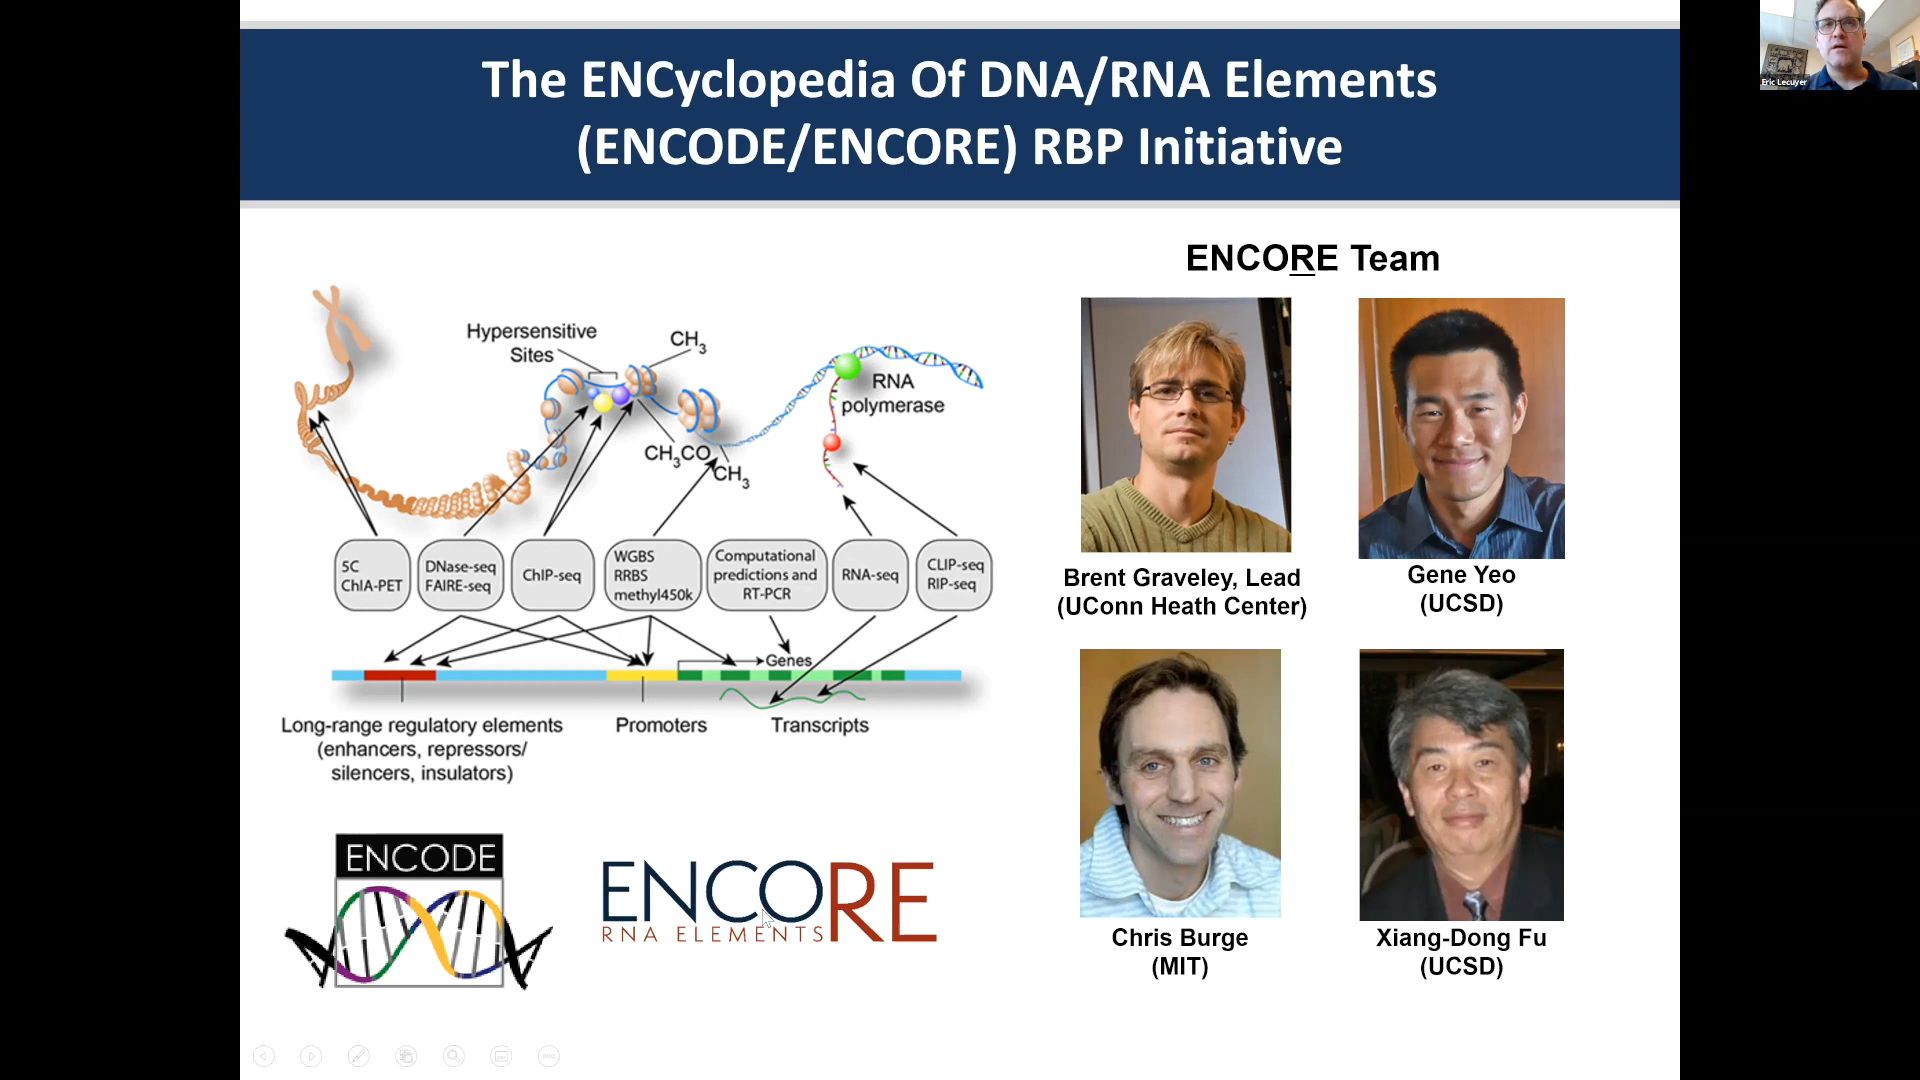 The ENCyclopedia Of DNA/RNA Elements
(ENCODE/ENCORE) RBP Initiative
Eric Lecuyer
Hypersensitive
Sites
CH3
RNA
polymerase
CH3CO
CH3
5C
ChIA-PET
DNase-seq
FAIRE-seq
ChIP-seq
WGBS
RRBS
methyl450k
Computational
predictions and
RT-PCR
RNA-seq
CLIP-seq
RIP-seq
Genes
Long-range regulatory elements
(enhancers, repressors/
silencers, insulators)
Promoters
Transcripts
ENCODE
ENCORE
RNA ELEMENTS
ENCORE Team
Brent Graveley, Lead
(UConn Heath Center)
Gene Yeo
(UCSD)
Chris Burge
(MIT)
Xiang-Dong Fu
(UCSD)